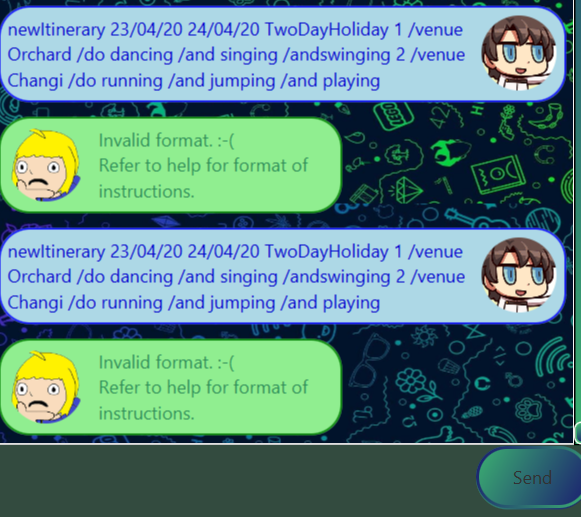 newItinerary 23/04/20 24/04/20 TwoDayHoliday 1 /venue
Orchard /do dancing /and singing /andswinging 2 /venue
Changi /do running /and jumping /and playing
Invalid format. :-(
Refer to help for format of
instructions.
newItinerary 23/04/20 24/04/20 TwoDayHoliday 1 /venue
Orchard /do dancing /and singing /andswinging 2 /venue
Changi /do running /and jumping /and playing
Invalid format. :-(
Refer to help for format of
instructions.
Send